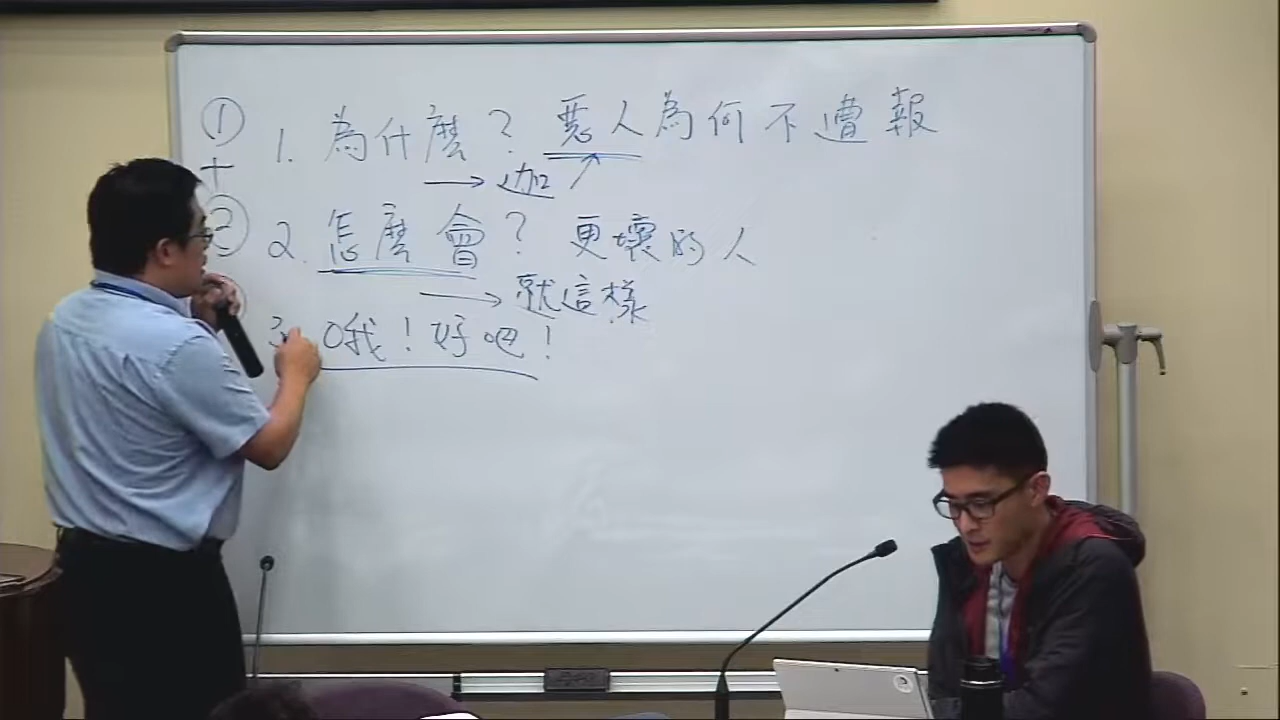 ① 1. 為什麼？惡人為何不遭報
+ → 迦 ↗
② 2. 怎麼會？更壞的人
→ 就這樣
3. 哦！好吧！